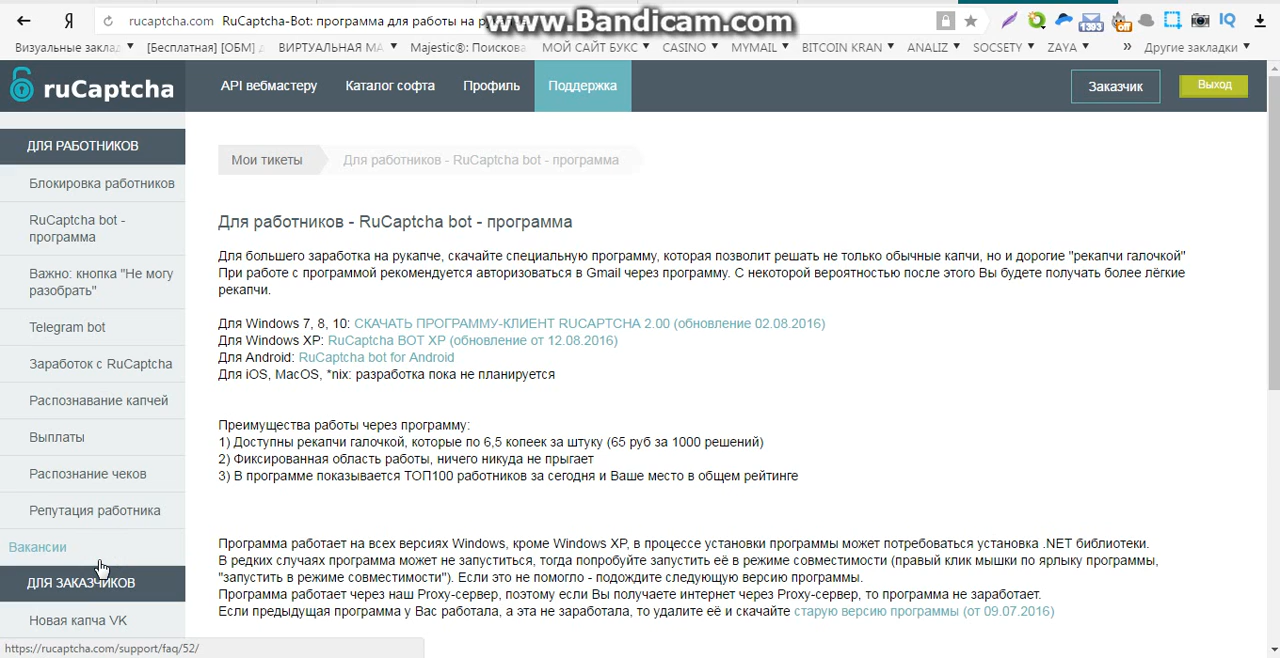 Я
rucaptcha.com RuCaptcha-Bot: программа для работы на
www.Bandicam.com
1393
off
IQ
Визуальные заклад
[Бесплатная] [ОБМ]
ВИРТУАЛЬНАЯ МА
Majestic®: Поискова
МОЙ САЙТ БУКС
CASINO
MYMAIL
BITCOIN KRAN
ANALIZ
SOCSETY
ZAYA
»
Другие закладки
ruCaptcha
API вебмастеру
Каталог софта
Профиль
Поддержка
Заказчик
Выход
ДЛЯ РАБОТНИКОВ
Блокировка работников
RuCaptcha bot -
программа
Важно: кнопка "Не могу
разобрать"
Telegram bot
Заработок с RuCaptcha
Распознавание капчей
Выплаты
Распознание чеков
Репутация работника
Вакансии
ДЛЯ ЗАКАЗЧИКОВ
Новая капча VK
https://rucaptcha.com/support/faq/52/
Мои тикеты
Для работников - RuCaptcha bot - программа
Для работников - RuCaptcha bot - программа
Для большего заработка на рукапче, скачайте специальную программу, которая позволит решать не только обычные капчи, но и дорогие "рекапчи галочкой"
При работе с программой рекомендуется авторизоваться в Gmail через программу. С некоторой вероятностью после этого Вы будете получать более лёгкие
рекапчи.
Для Windows 7, 8, 10: СКАЧАТЬ ПРОГРАММУ-КЛИЕНТ RUCAPTCHA 2.00 (обновление 02.08.2016)
Для Windows XP: RuCaptcha BOT XP (обновление от 12.08.2016)
Для Android: RuCaptcha bot for Android
Для iOS, MacOS, *nix: разработка пока не планируется
Преимущества работы через программу:
1) Доступны рекапчи галочкой, которые по 6,5 копеек за штуку (65 руб за 1000 решений)
2) Фиксированная область работы, ничего никуда не прыгает
3) В программе показывается ТОП100 работников за сегодня и Ваше место в общем рейтинге
Программа работает на всех версиях Windows, кроме Windows XP, в процессе установки программы может потребоваться установка .NET библиотеки.
В редких случаях программа может не запуститься, тогда попробуйте запустить её в режиме совместимости (правый клик мышки по ярлыку программы,
"запустить в режиме совместимости"). Если это не помогло - подождите следующую версию программы.
Программа работает через наш Proxy-сервер, поэтому если Вы получаете интернет через Proxy-сервер, то программа не заработает.
Если предыдущая программа у Вас работала, а эта не заработала, то удалите её и скачайте старую версию программы (от 09.07.2016)